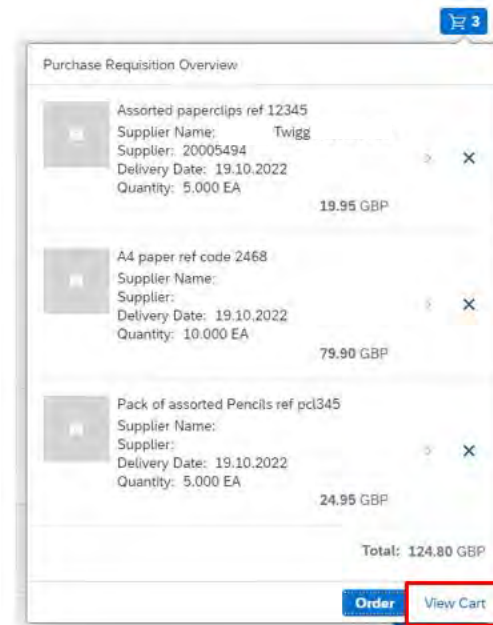 3
Purchase Requisition Overview
Assorted paperclips ref 12345
Supplier Name: Twigg
Supplier: 20005494
Delivery Date: 19.10.2022
Quantity: 5.000 EA
19.95 GBP
A4 paper ref code 2468
Supplier Name:
Supplier:
Delivery Date: 19.10.2022
Quantity: 10.000 EA
79.90 GBP
Pack of assorted Pencils ref pcl345
Supplier Name:
Supplier:
Delivery Date: 19.10.2022
Quantity: 5.000 EA
24.95 GBP
Total: 124.80 GBP
Order View Cart